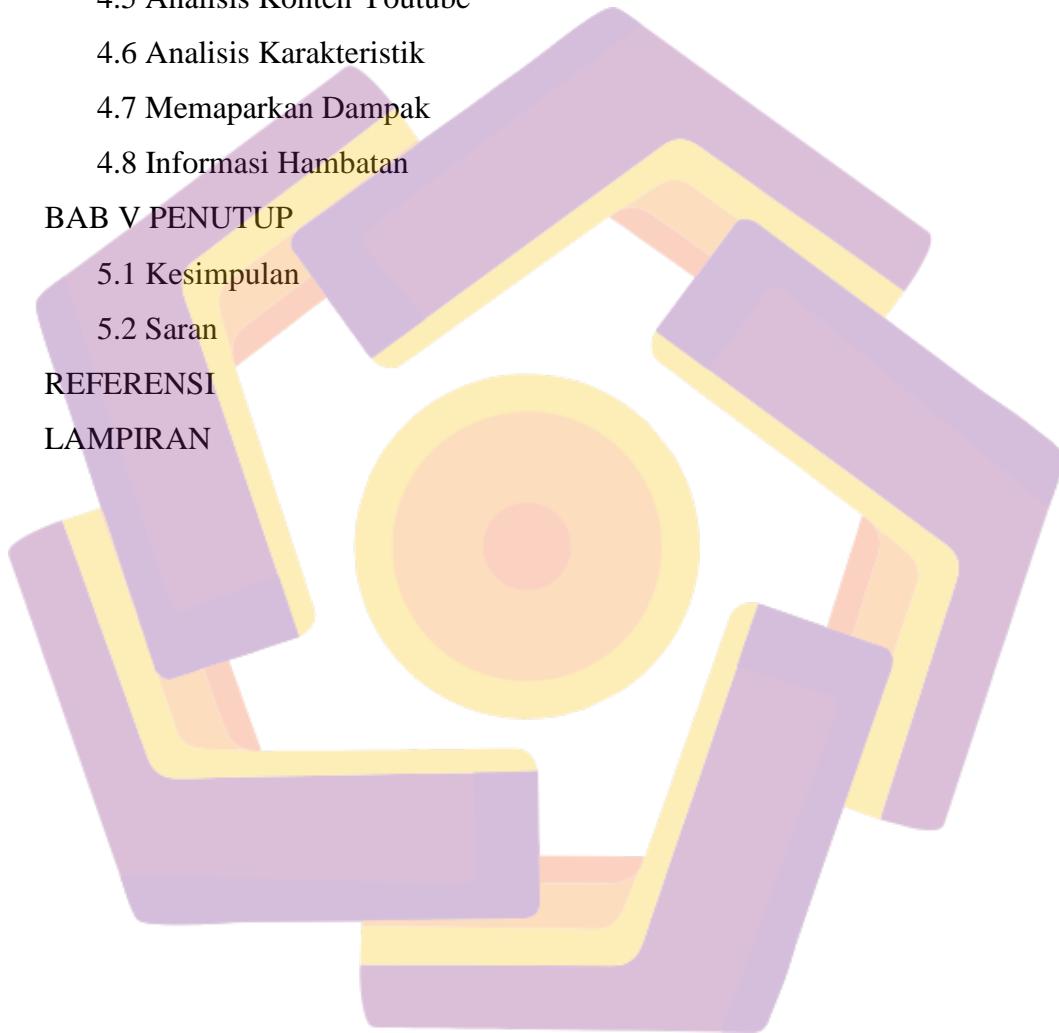 4.5 Analisis Konten Youtube
4.6 Analisis Karakteristik
4.7 Memaparkan Dampak
4.8 Informasi Hambatan
BAB V PENUTUP
5.1 Kesimpulan
5.2 Saran
REFERENSI
LAMPIRAN